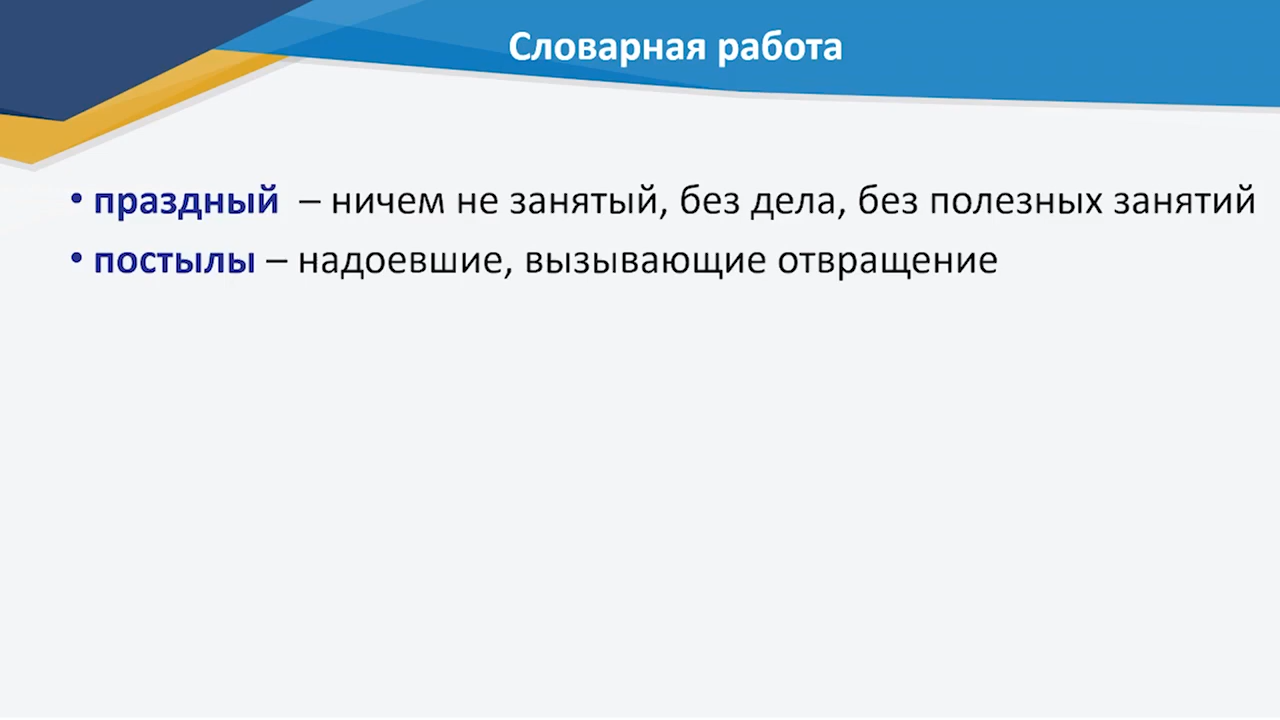 Словарная работа
• праздный – ничем не занятый, без дела, без полезных занятий
• постылы – надоевшие, вызывающие отвращение